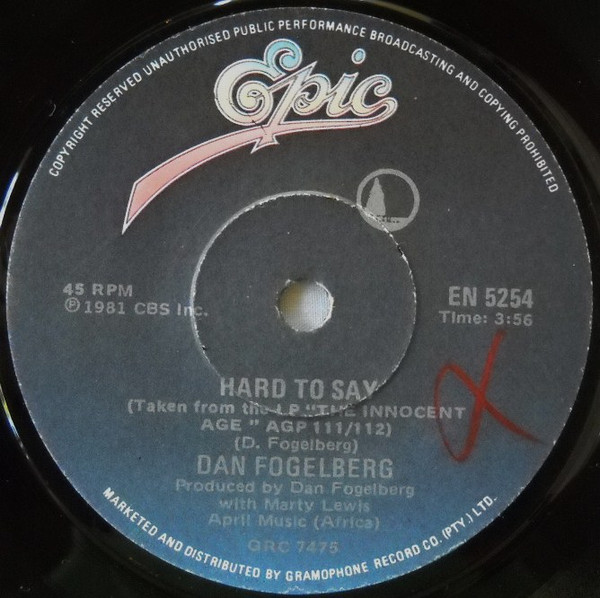 COPYRIGHT RESERVED UNAUTHORISED PUBLIC PERFORMANCE BROADCASTING AND COPYING PROHIBITED
Epic
45 RPM
℗ 1981 CBS Inc.
EN 5254
Time: 3:56
HARD TO SAY
(Taken from the LP "THE INNOCENT
AGE " AGP 111/112)
(D. Fogelberg)
DAN FOGELBERG
Produced by Dan Fogelberg
with Marty Lewis
April Music (Africa)
GRC 7475
MARKETED AND DISTRIBUTED BY GRAMOPHONE RECORD CO. (PTY.) LTD.